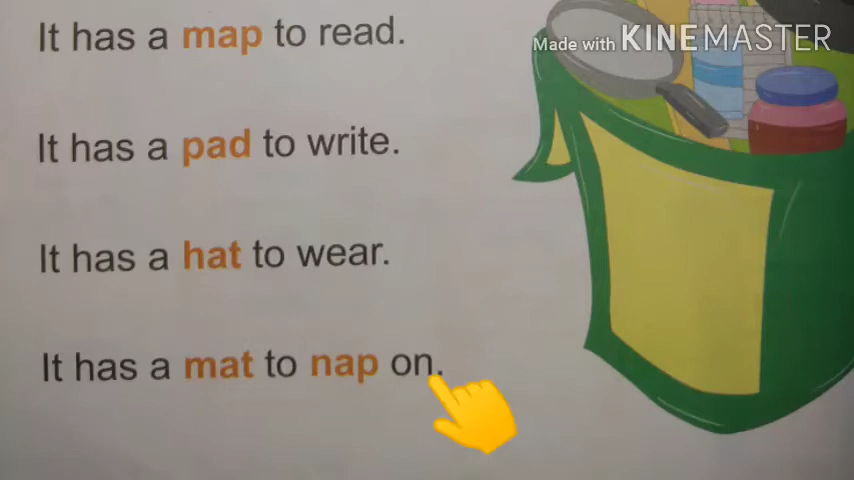 It has a map to read.
Made with KINEMASTER
It has a pad to write.
It has a hat to wear.
It has a mat to nap on.